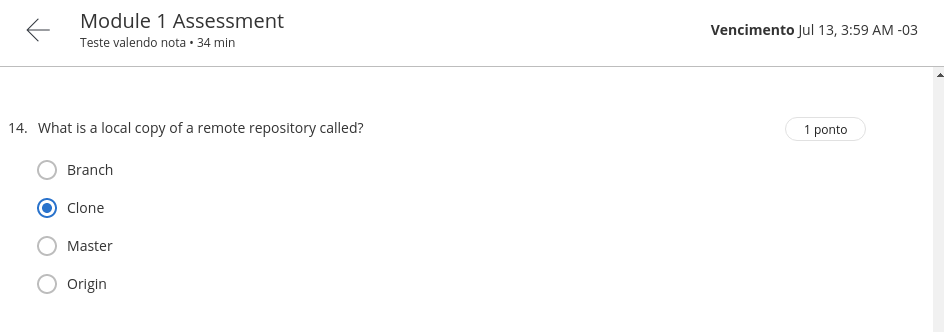 Module 1 Assessment
Teste valendo nota • 34 min
Vencimento Jul 13, 3:59 AM -03
14. What is a local copy of a remote repository called?
1 ponto
Branch
Clone
Master
Origin